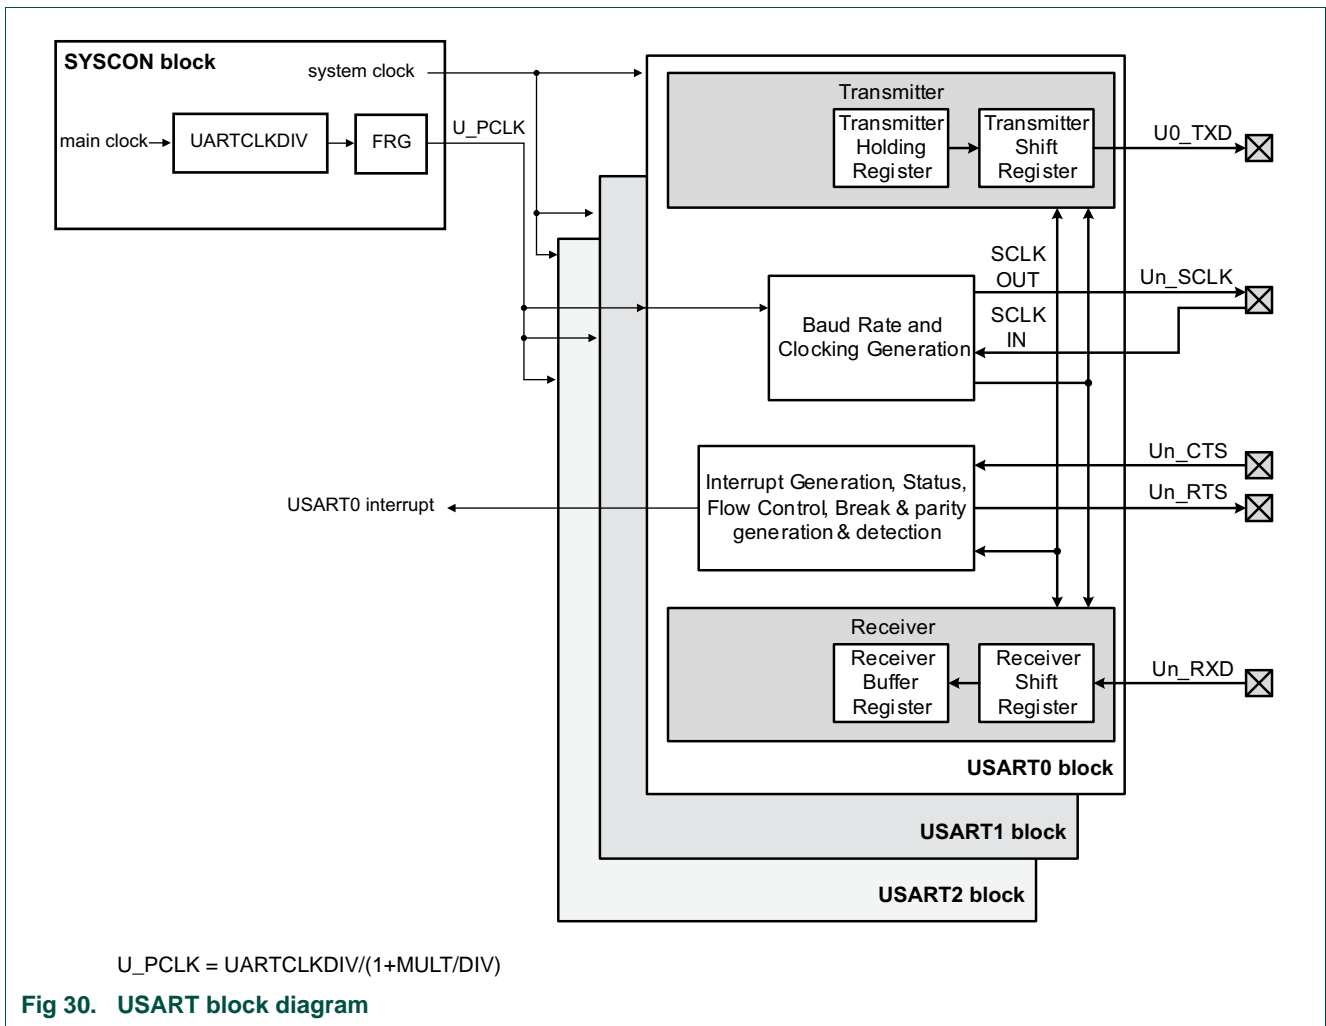 SYSCON block
system clock
main clock
UARTCLKDIV
FRG
U_PCLK
Transmitter
Transmitter
Holding
Register
Transmitter
Shift
Register
U0_TXD
SCLK
OUT
Un_SCLK
SCLK
IN
Baud Rate and
Clocking Generation
Un_CTS
Un_RTS
Interrupt Generation, Status,
Flow Control, Break & parity
generation & detection
USART0 interrupt
Receiver
Receiver
Buffer
Register
Receiver
Shift
Register
Un_RXD
USART0 block
USART1 block
USART2 block
U_PCLK = UARTCLKDIV/(1+MULT/DIV)
Fig 30. USART block diagram